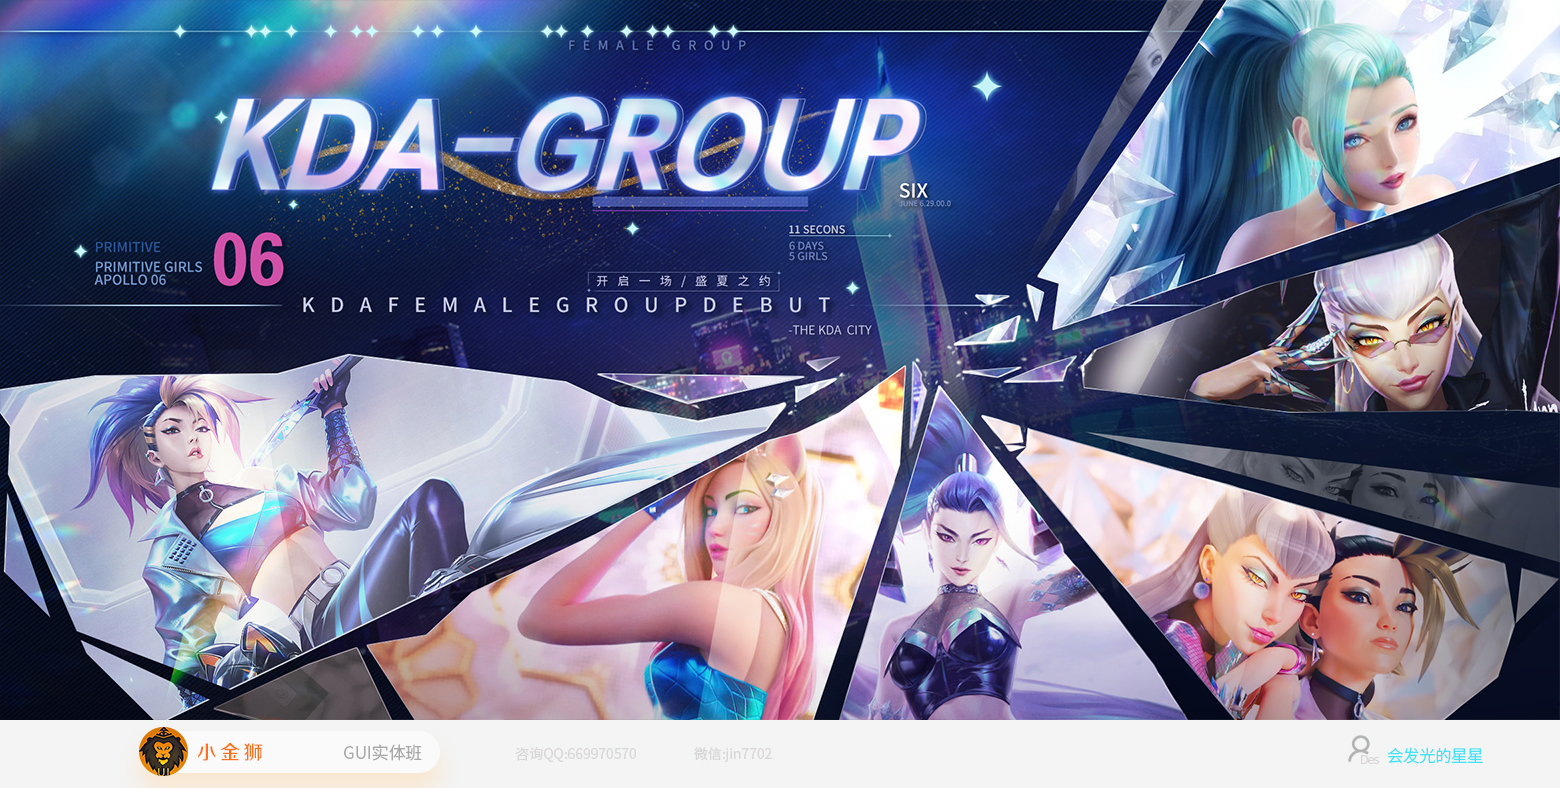 FEMALE GROUP
KDA-GROUP
SIX
JUNE 6.29.00.0
PRIMITIVE
PRIMITIVE GIRLS
APOLLO 06
06
11 SECONS
6 DAYS
5 GIRLS
开启一场/盛夏之约
KDAFEMALEGROUPDEBUT
-THE KDA CITY
小金狮
GUI实体班
咨询QQ:669970570
微信:jin7702
Des
会发光的星星